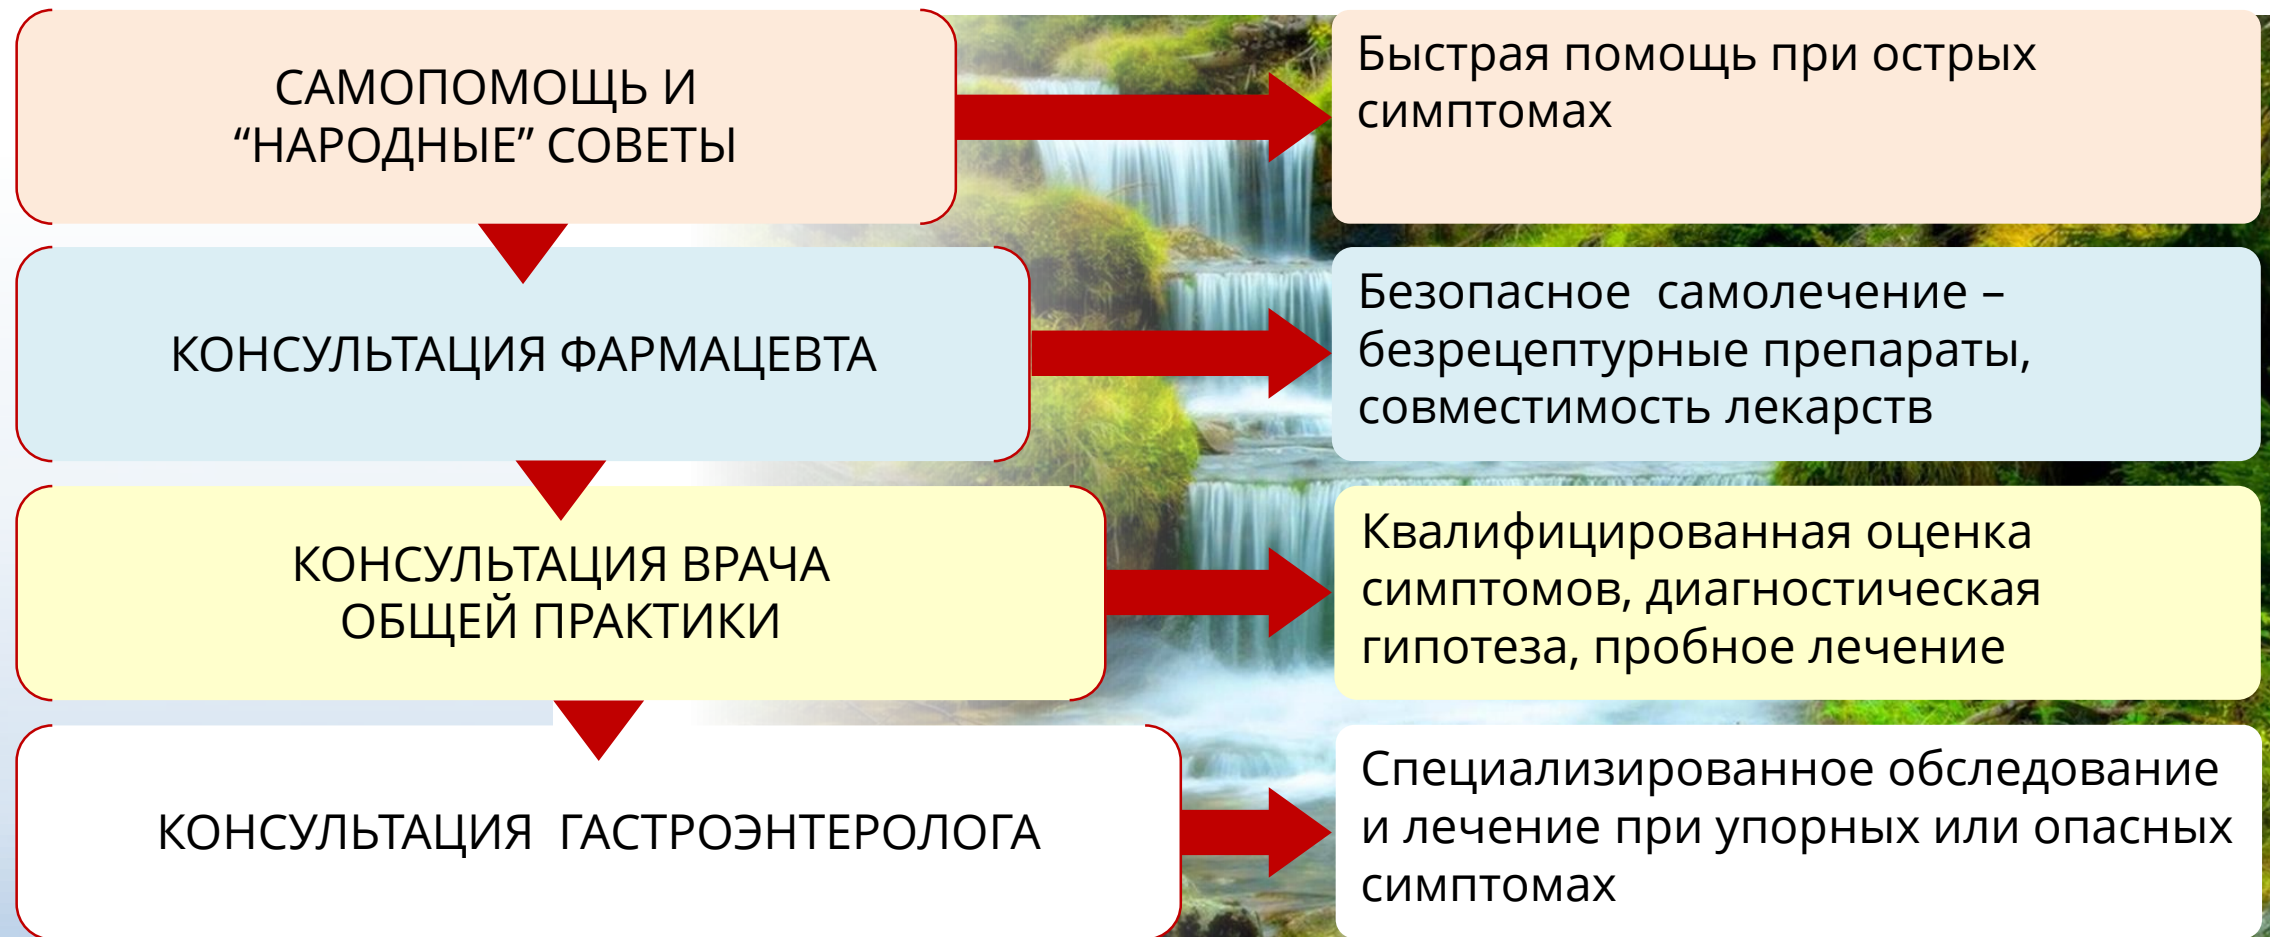 САМОПОМОЩЬ И
“НАРОДНЫЕ” СОВЕТЫ
Быстрая помощь при острых
симптомах
КОНСУЛЬТАЦИЯ ФАРМАЦЕВТА
Безопасное  самолечение –
безрецептурные препараты,
совместимость лекарств
КОНСУЛЬТАЦИЯ ВРАЧА
ОБЩЕЙ ПРАКТИКИ
Квалифицированная оценка
симптомов, диагностическая
гипотеза, пробное лечение
КОНСУЛЬТАЦИЯ  ГАСТРОЭНТЕРОЛОГА
Специализированное обследование
и лечение при упорных или опасных
симптомах